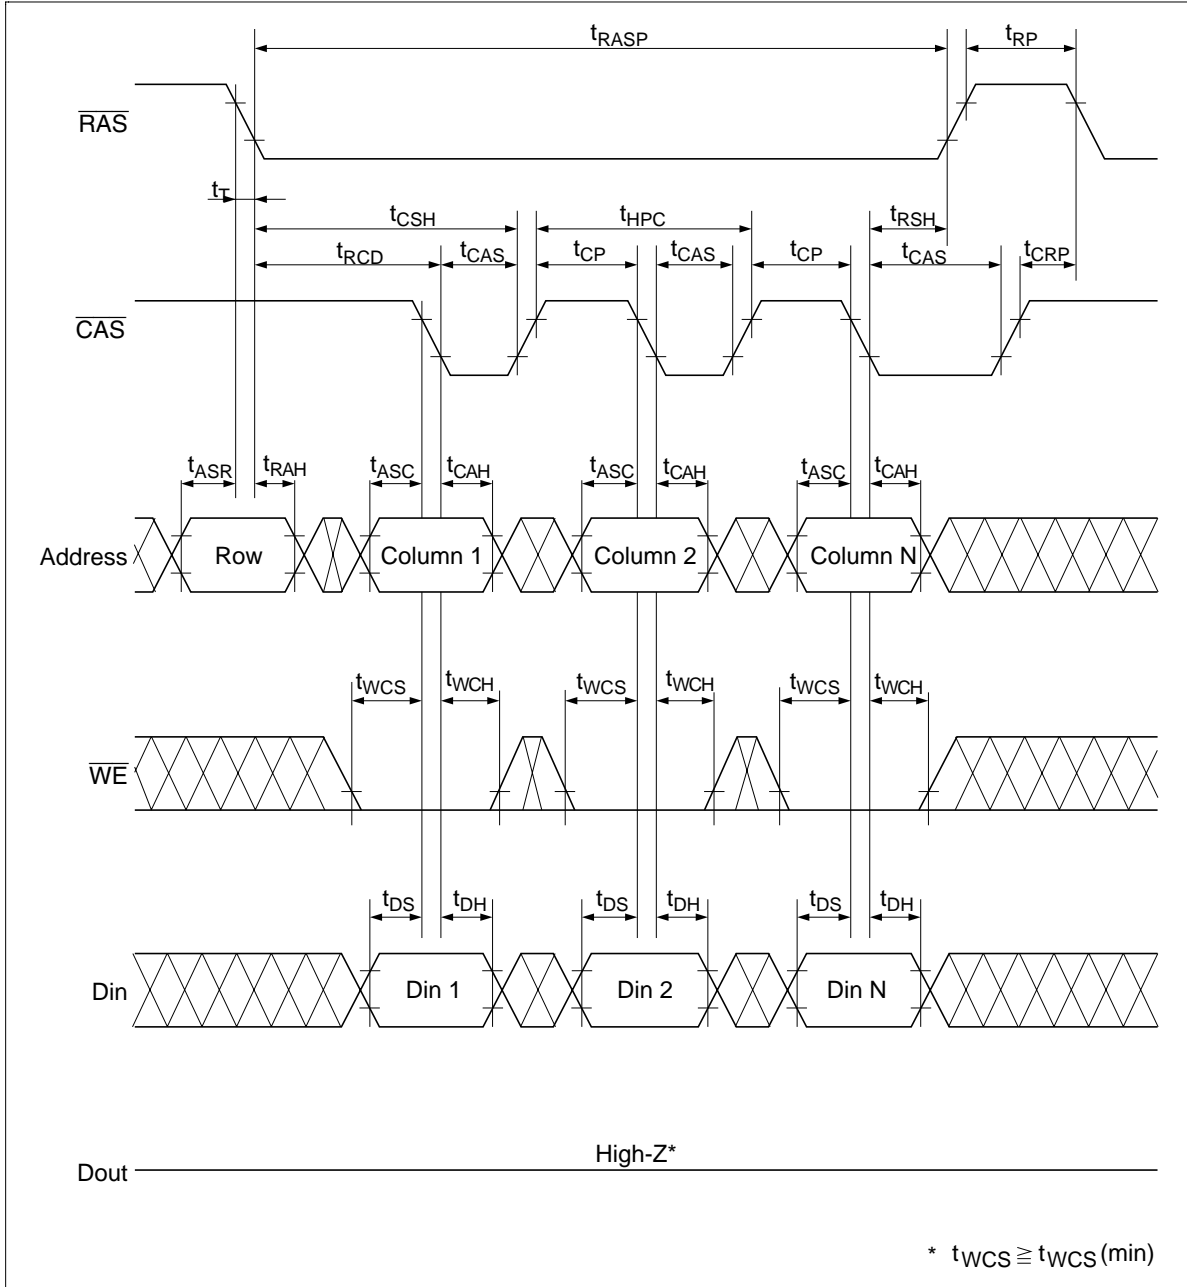 tRASP tRP
RAS
tT
tCSH tHPC tRSH
tRCD tCAS tCP tCAS tCP tCAS tCRP
CAS
tASR tRAH tASC tCAH tASC tCAH tASC tCAH
Address Row Column 1 Column 2 Column N
tWCS tWCH tWCS tWCH tWCS tWCH
WE
tDS tDH tDS tDH tDS tDH
Din Din 1 Din 2 Din N
High-Z*
Dout
* tWCS ≧ tWCS(min)